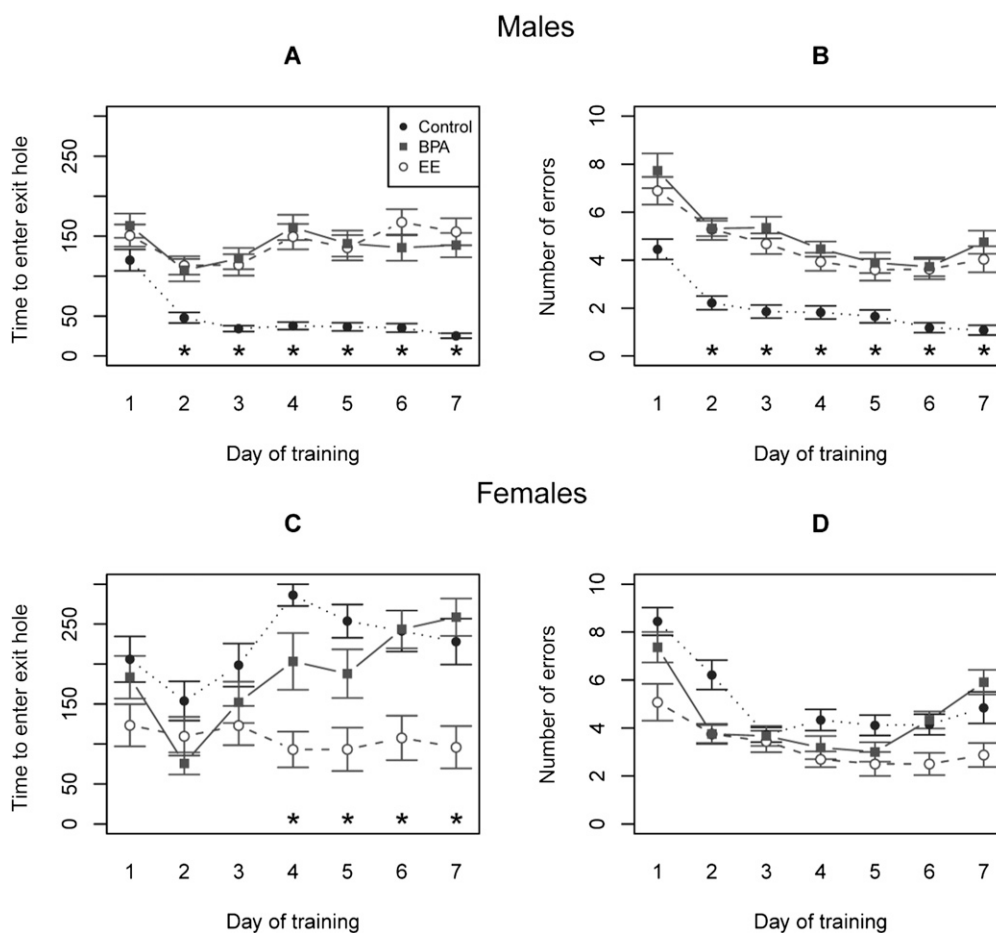 Males
A
B
Time to enter exit hole
250
150
50
0
Control
BPA
EE
* * * * * *
1 2 3 4 5 6 7
Day of training
Number of errors
10
8
6
4
2
0
* * * * * *
1 2 3 4 5 6 7
Day of training
Females
C
D
Time to enter exit hole
250
150
50
0
* * * *
1 2 3 4 5 6 7
Day of training
Number of errors
10
8
6
4
2
0
1 2 3 4 5 6 7
Day of training